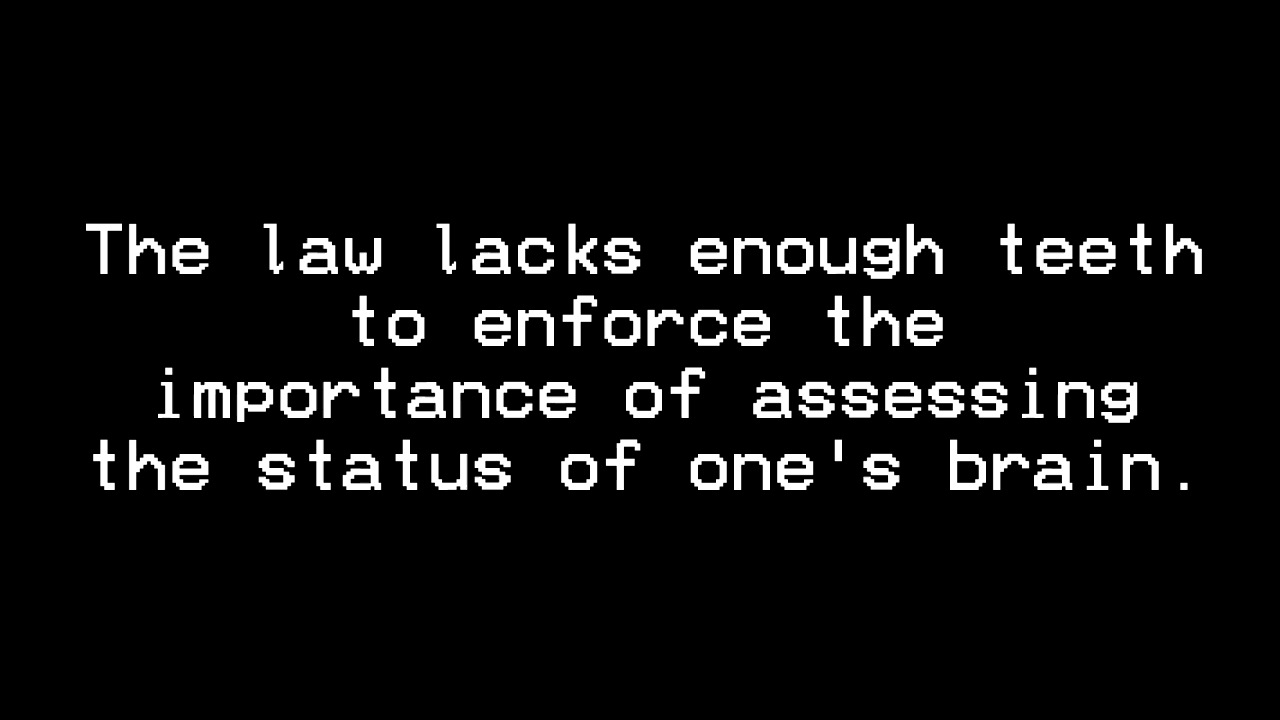 The law lacks enough teeth
to enforce the
importance of assessing
the status of one's brain.